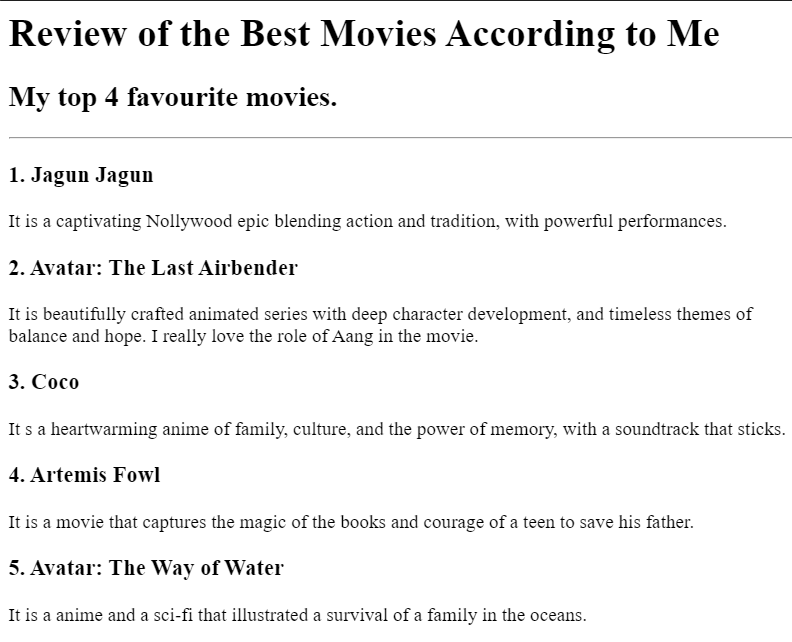 Review of the Best Movies According to Me
My top 4 favourite movies.
1. Jagun Jagun
It is a captivating Nollywood epic blending action and tradition, with powerful performances.
2. Avatar: The Last Airbender
It is beautifully crafted animated series with deep character development, and timeless themes of
balance and hope. I really love the role of Aang in the movie.
3. Coco
It s a heartwarming anime of family, culture, and the power of memory, with a soundtrack that sticks.
4. Artemis Fowl
It is a movie that captures the magic of the books and courage of a teen to save his father.
5. Avatar: The Way of Water
It is a anime and a sci-fi that illustrated a survival of a family in the oceans.